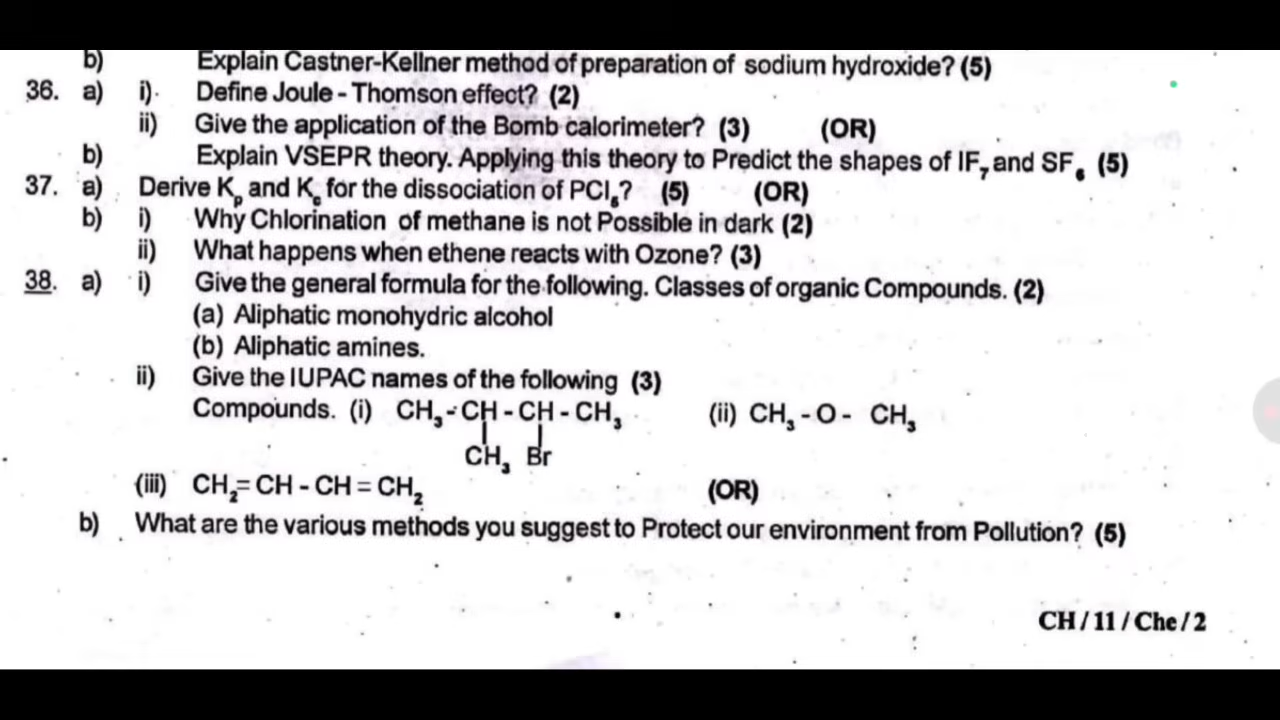 b) Explain Castner-Kellner method of preparation of sodium hydroxide? (5)
36. a) i). Define Joule - Thomson effect? (2)
ii) Give the application of the Bomb calorimeter? (3) (OR)
b) Explain VSEPR theory. Applying this theory to Predict the shapes of IF₇ and SF₆ (5)
37. a) Derive Kₚ and K꜀ for the dissociation of PCl₅? (5) (OR)
b) i) Why Chlorination of methane is not Possible in dark (2)
ii) What happens when ethene reacts with Ozone? (3)
38. a) i) Give the general formula for the following. Classes of organic Compounds. (2)
(a) Aliphatic monohydric alcohol
(b) Aliphatic amines.
ii) Give the IUPAC names of the following (3)
Compounds. (i) CH₃ - CH - CH - CH₃ (ii) CH₃ - O - CH₃
CH₃ Br
(iii) CH₂ = CH - CH = CH₂ (OR)
b) What are the various methods you suggest to Protect our environment from Pollution? (5)
CH / 11 / Che / 2